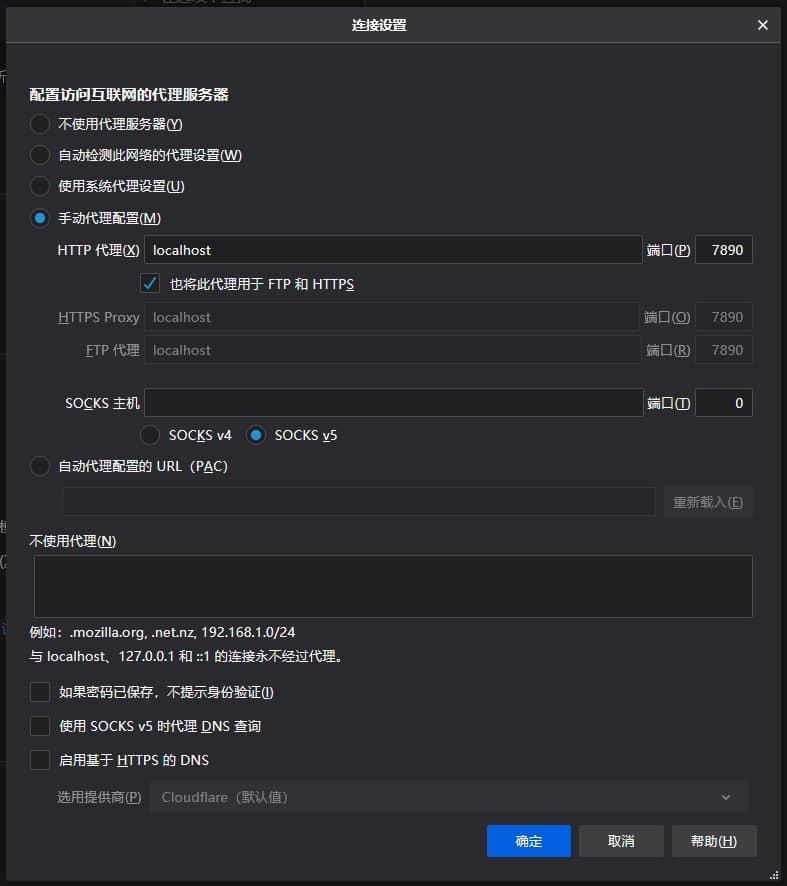 连接设置
配置访问互联网的代理服务器
不使用代理服务器(Y)
自动检测此网络的代理设置(W)
使用系统代理设置(U)
手动代理配置(M)
HTTP 代理(X) localhost 端口(P) 7890
也将此代理用于 FTP 和 HTTPS
HTTPS Proxy localhost 端口(O) 7890
FTP 代理 localhost 端口(R) 7890
SOCKS 主机 端口(T) 0
SOCKS v4 SOCKS v5
自动代理配置的 URL（PAC）
重新载入(E)
不使用代理(N)
例如：.mozilla.org, .net.nz, 192.168.1.0/24
与 localhost、127.0.0.1 和 ::1 的连接永不经过代理。
如果密码已保存，不提示身份验证(I)
使用 SOCKS v5 时代理 DNS 查询
启用基于 HTTPS 的 DNS
选用提供商(P) Cloudflare（默认值）
确定 取消 帮助(H)